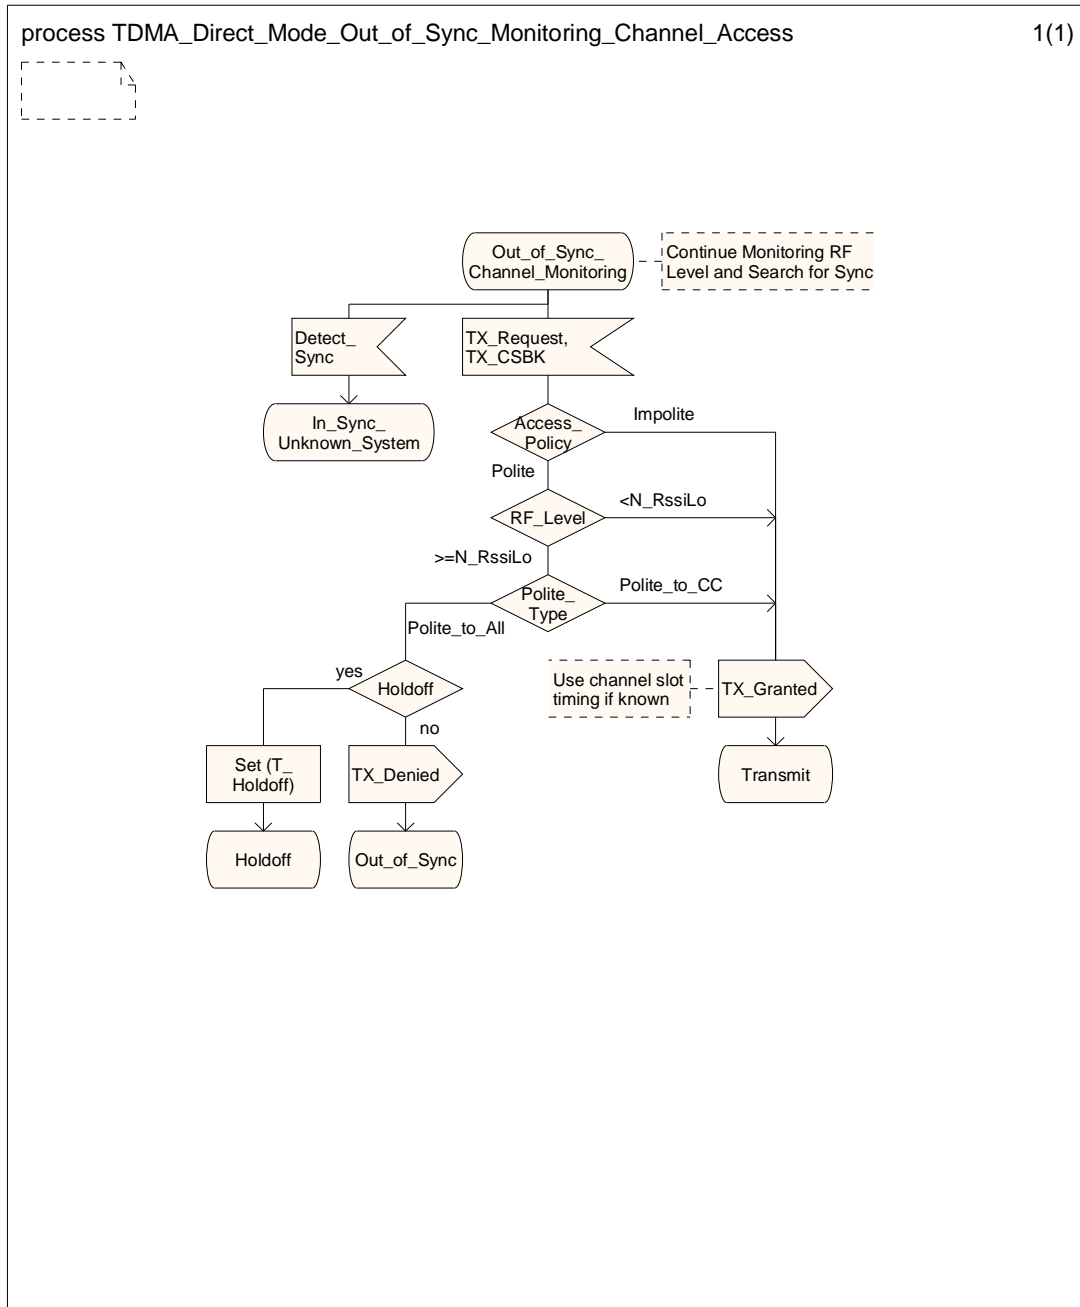 process TDMA_Direct_Mode_Out_of_Sync_Monitoring_Channel_Access
1(1)
Out_of_Sync_
Channel_Monitoring
Continue Monitoring RF
Level and Search for Sync
Detect_
Sync
TX_Request,
TX_CSBK
In_Sync_
Unknown_System
Access_
Policy
Impolite
Polite
RF_Level
<N_RssiLo
>=N_RssiLo
Polite_
Type
Polite_to_CC
Polite_to_All
yes
Holdoff
no
Use channel slot
timing if known
TX_Granted
Set (T_
Holdoff)
TX_Denied
Transmit
Holdoff
Out_of_Sync